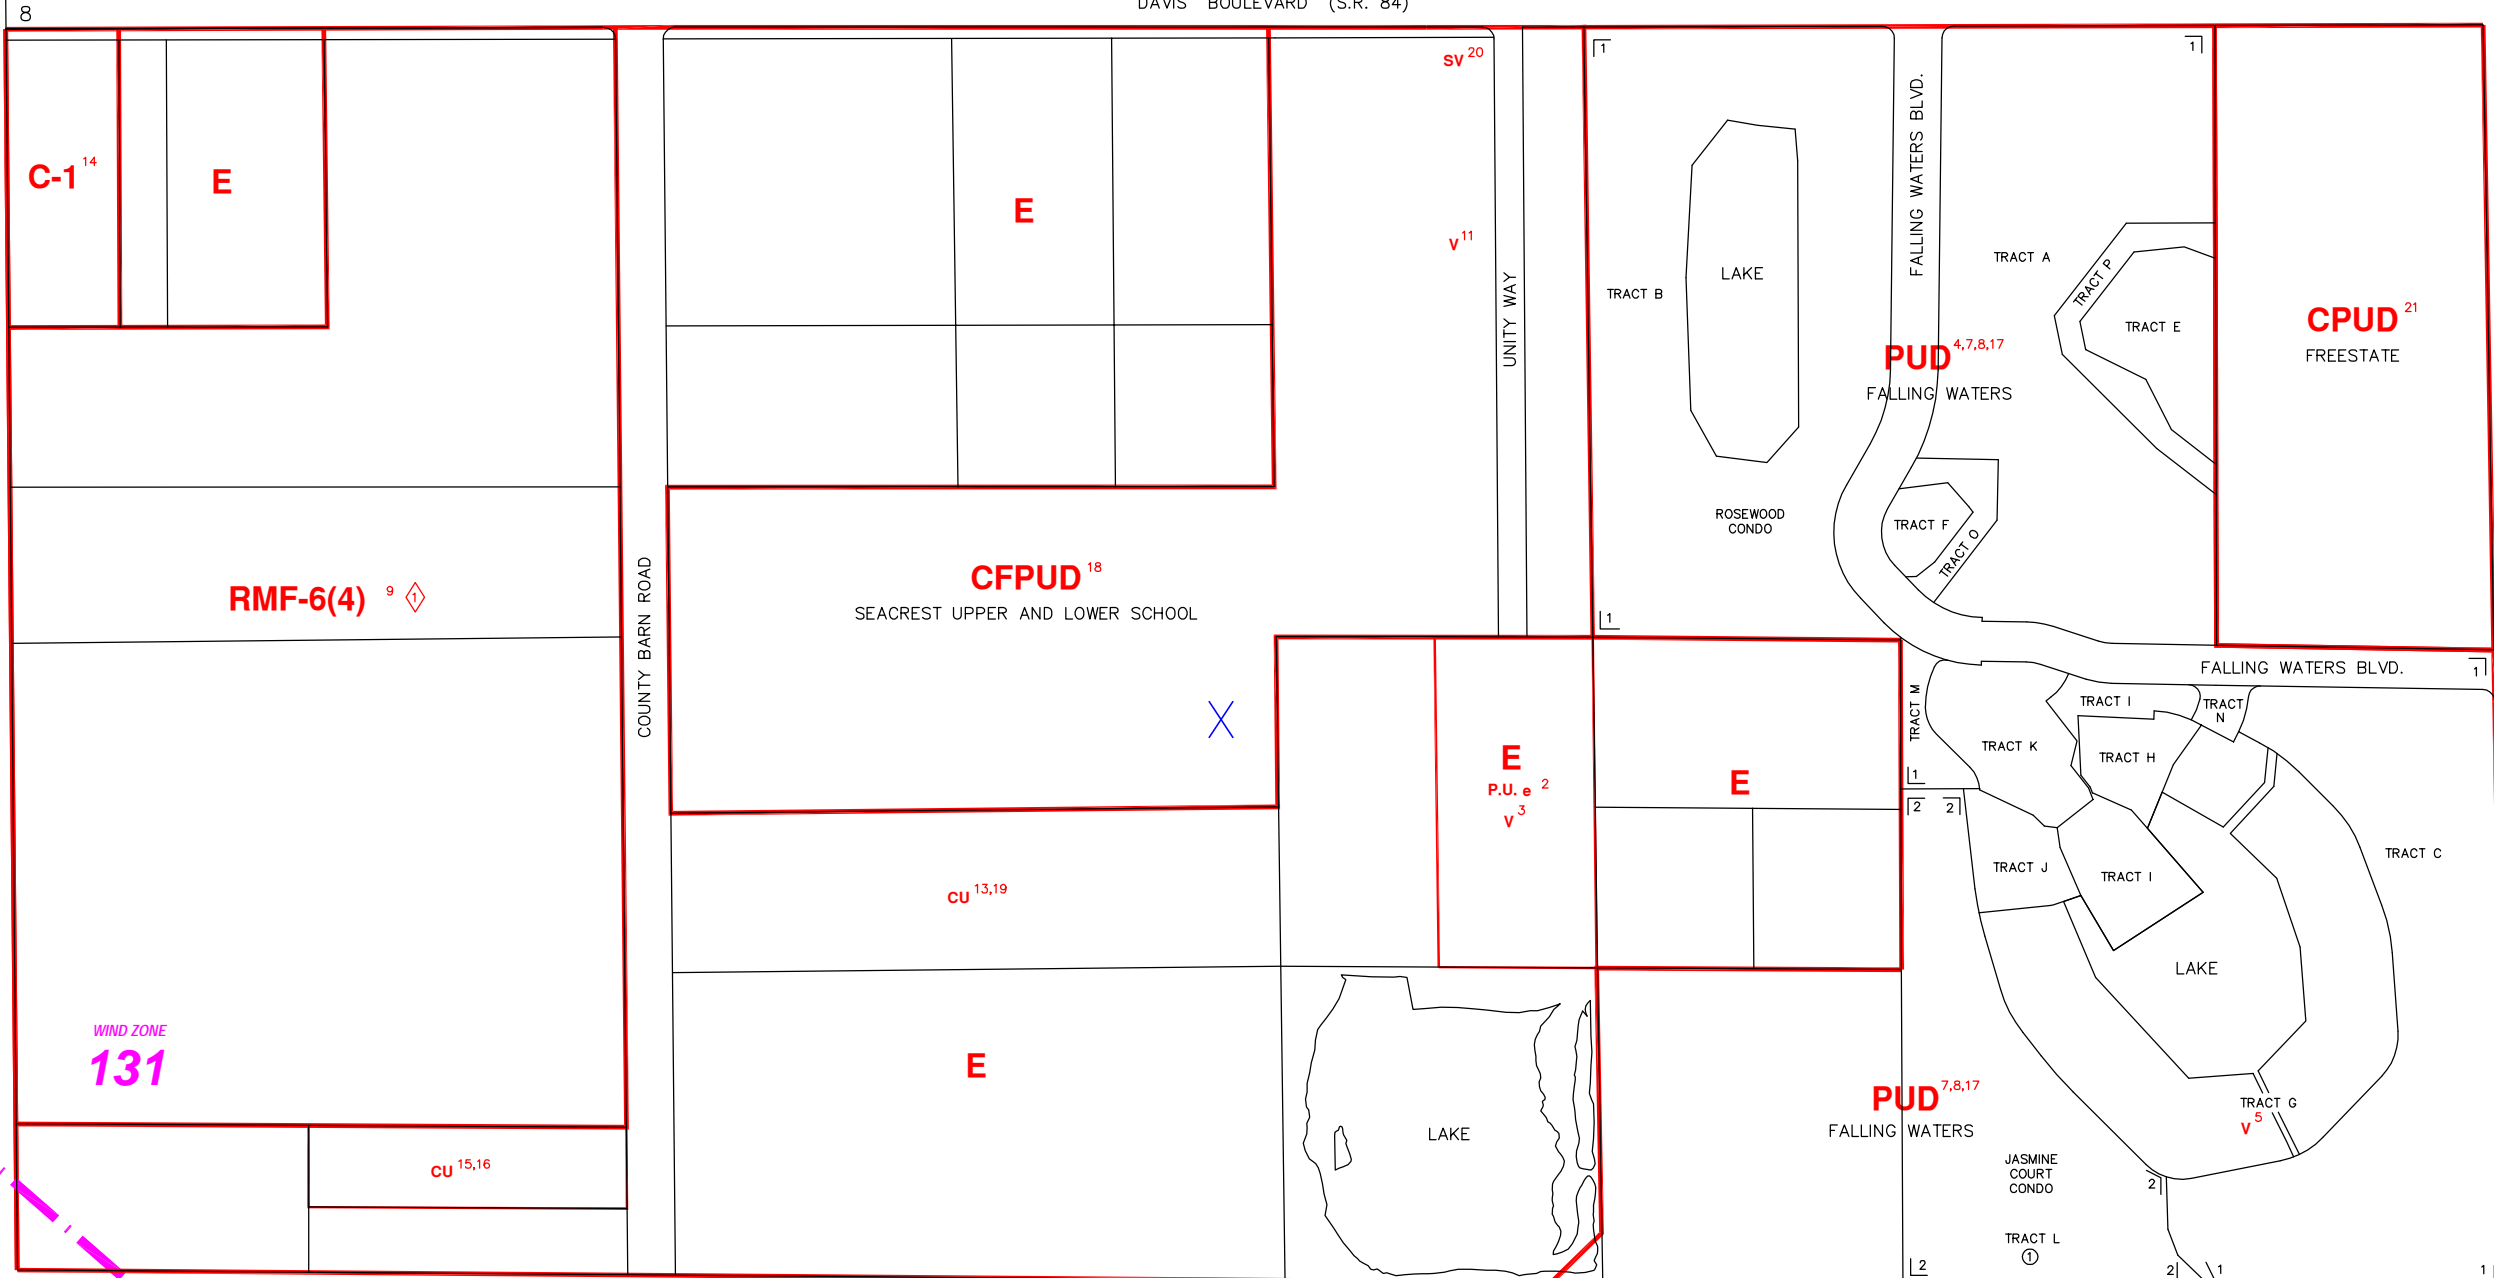 DAVIS BOULEVARD (S.R. 84)
8
C-1 14
E
E
SV 20
V 11
UNITY WAY
1
1
FALLING WATERS BLVD.
LAKE
TRACT B
TRACT A
TRACT P
TRACT E
PUD 4,7,8,17
FALLING WATERS
CPUD 21
FREESTATE
ROSEWOOD
CONDO
TRACT F
TRACT O
RMF-6(4) 9 1
COUNTY BARN ROAD
CFPUD 18
SEACREST UPPER AND LOWER SCHOOL
1
FALLING WATERS BLVD.
1
X
E
P.U. e 2
V 3
E
TRACT M
1
2
2
TRACT K
TRACT I
TRACT
N
TRACT H
TRACT J
TRACT I
TRACT C
CU 13,19
LAKE
WIND ZONE
131
E
LAKE
PUD 7,8,17
FALLING WATERS
TRACT G
V 5
CU 15,16
JASMINE
COURT
CONDO
2
TRACT L
1
2
2
1
1